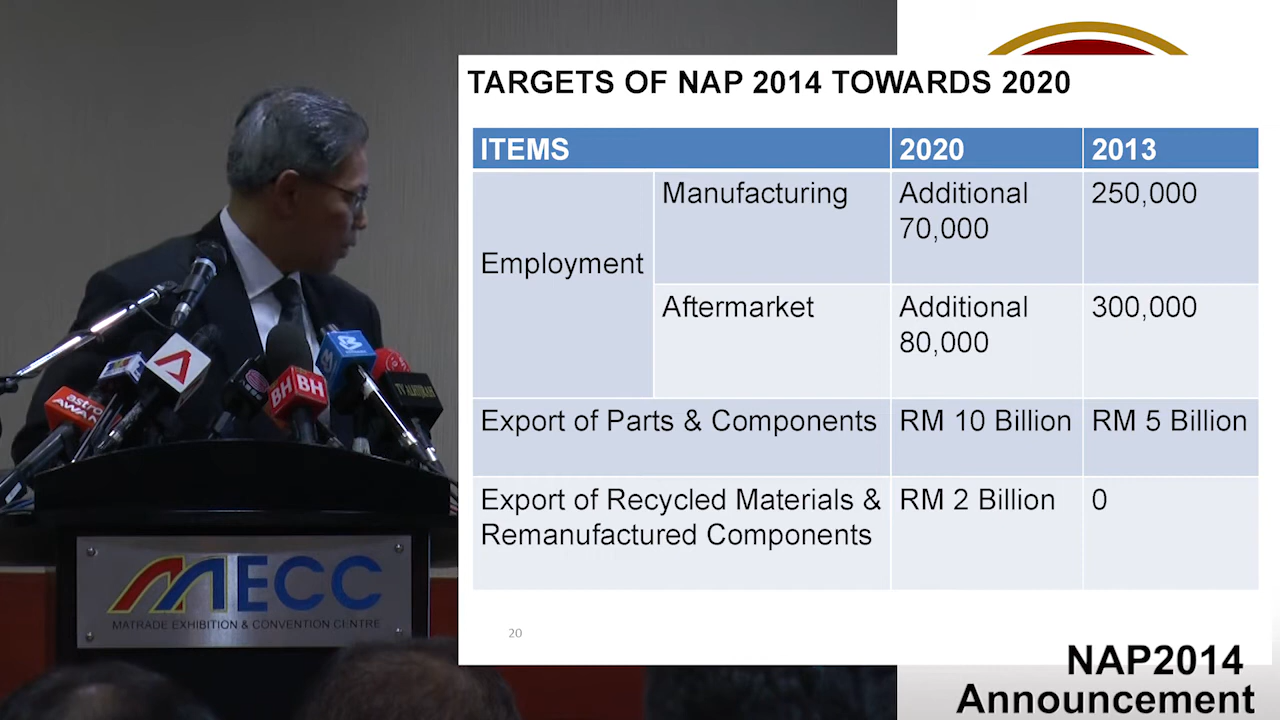 TARGETS OF NAP 2014 TOWARDS 2020
ITEMS 2020 2013
Employment
Manufacturing
Additional
70,000
250,000
Aftermarket
Additional
80,000
300,000
Export of Parts & Components RM 10 Billion RM 5 Billion
Export of Recycled Materials &
Remanufactured Components
RM 2 Billion
0
20
NAP2014
Announcement
astro
AWANI
BH BH
TV ALHIJRAH
MECC
MATRADE EXHIBITION & CONVENTION CENTRE